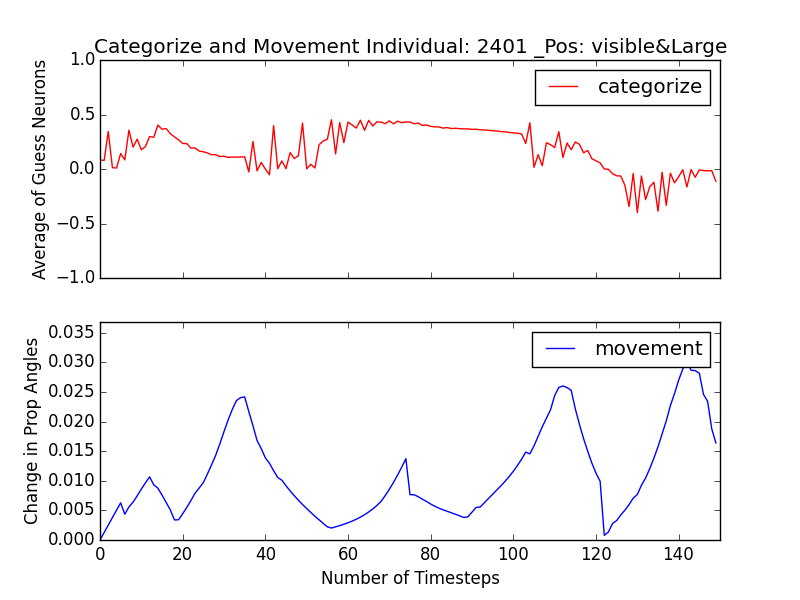 Categorize and Movement Individual: 2401 _Pos: visible&Large
1.0
0.5
0.0
−0.5
−1.0
Average of Guess Neurons
categorize
0.035
0.030
0.025
0.020
0.015
0.010
0.005
0.000
Change in Prop Angles
movement
0 20 40 60 80 100 120 140
Number of Timesteps